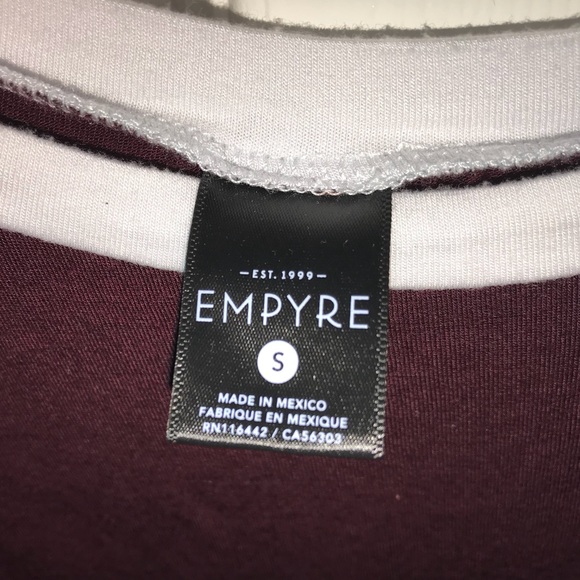 EST. 1999
EMPYRE
S
MADE IN MEXICO
FABRIQUE EN MEXIQUE
RN116442 / CA56303